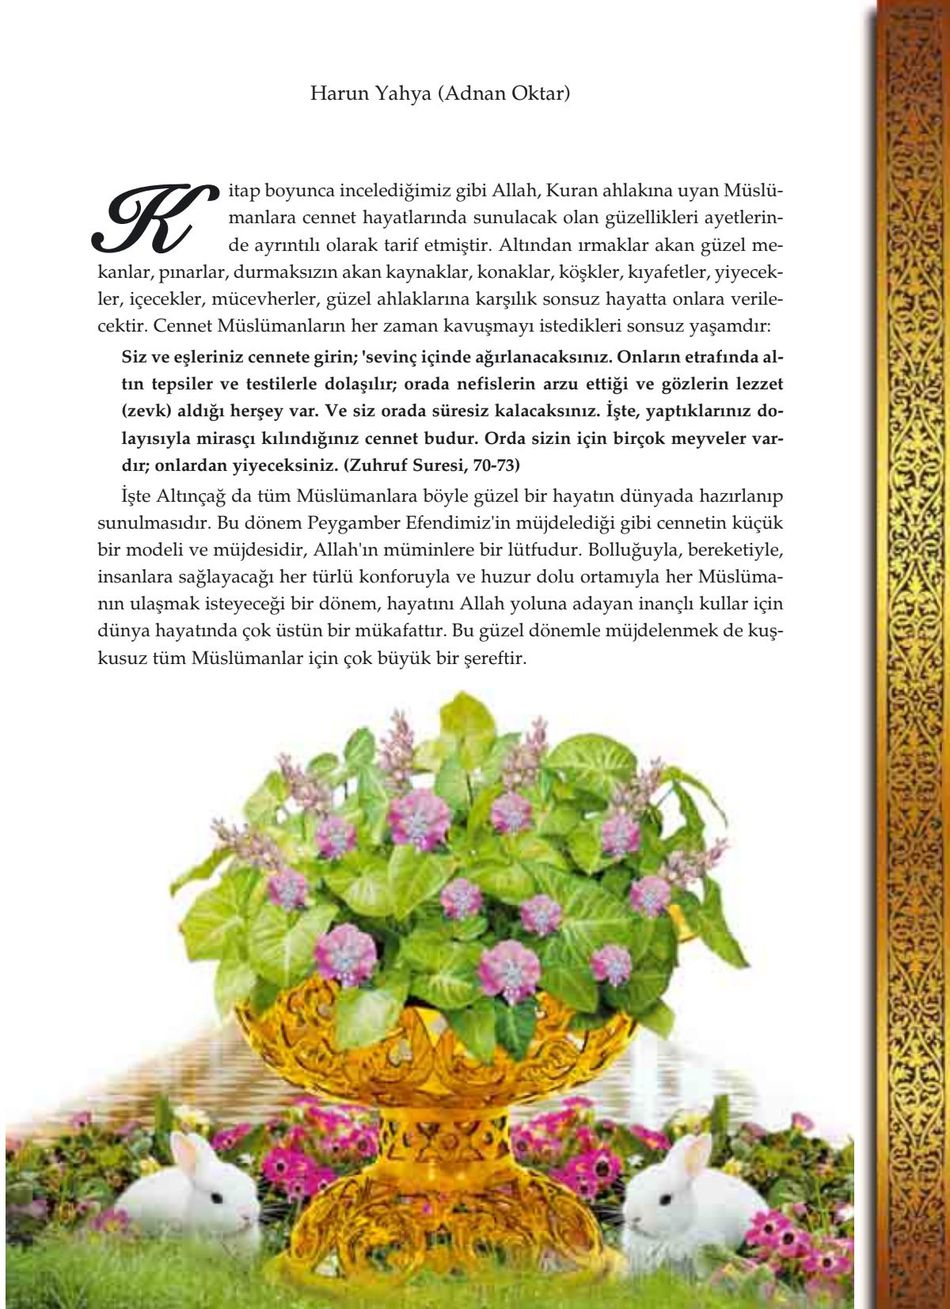 Harun Yahya (Adnan Oktar)
Kitap boyunca incelediğimiz gibi Allah, Kuran ahlakına uyan Müslü-
manlara cennet hayatlarında sunulacak olan güzellikleri ayetlerin-
de ayrıntılı olarak tarif etmiştir. Altından ırmaklar akan güzel me-
kanlar, pınarlar, durmaksızın akan kaynaklar, konaklar, köşkler, kıyafetler, yiyecek-
ler, içecekler, mücevherler, güzel ahlaklarına karşılık sonsuz hayatta onlara verile-
cektir. Cennet Müslümanların her zaman kavuşmayı istedikleri sonsuz yaşamdır:
Siz ve eşleriniz cennete girin; 'sevinç içinde ağırlanacaksınız. Onların etrafında al-
tın tepsiler ve testilerle dolaşılır; orada nefislerin arzu ettiği ve gözlerin lezzet
(zevk) aldığı herşey var. Ve siz orada süresiz kalacaksınız. İşte, yaptıklarınız do-
layısıyla mirasçı kılındığınız cennet budur. Orda sizin için birçok meyveler var-
dır; onlardan yiyeceksiniz. (Zuhruf Suresi, 70-73)
İşte Altınçağ da tüm Müslümanlara böyle güzel bir hayatın dünyada hazırlanıp
sunulmasıdır. Bu dönem Peygamber Efendimiz'in müjdelediği gibi cennetin küçük
bir modeli ve müjdesidir, Allah'ın müminlere bir lütfudur. Bolluğuyla, bereketiyle,
insanlara sağlayacağı her türlü konforuyla ve huzur dolu ortamıyla her Müslüma-
nın ulaşmak isteyeceği bir dönem, hayatını Allah yoluna adayan inançlı kullar için
dünya hayatında çok üstün bir mükafattır. Bu güzel dönemle müjdelenmek de kuş-
kusuz tüm Müslümanlar için çok büyük bir şereftir.